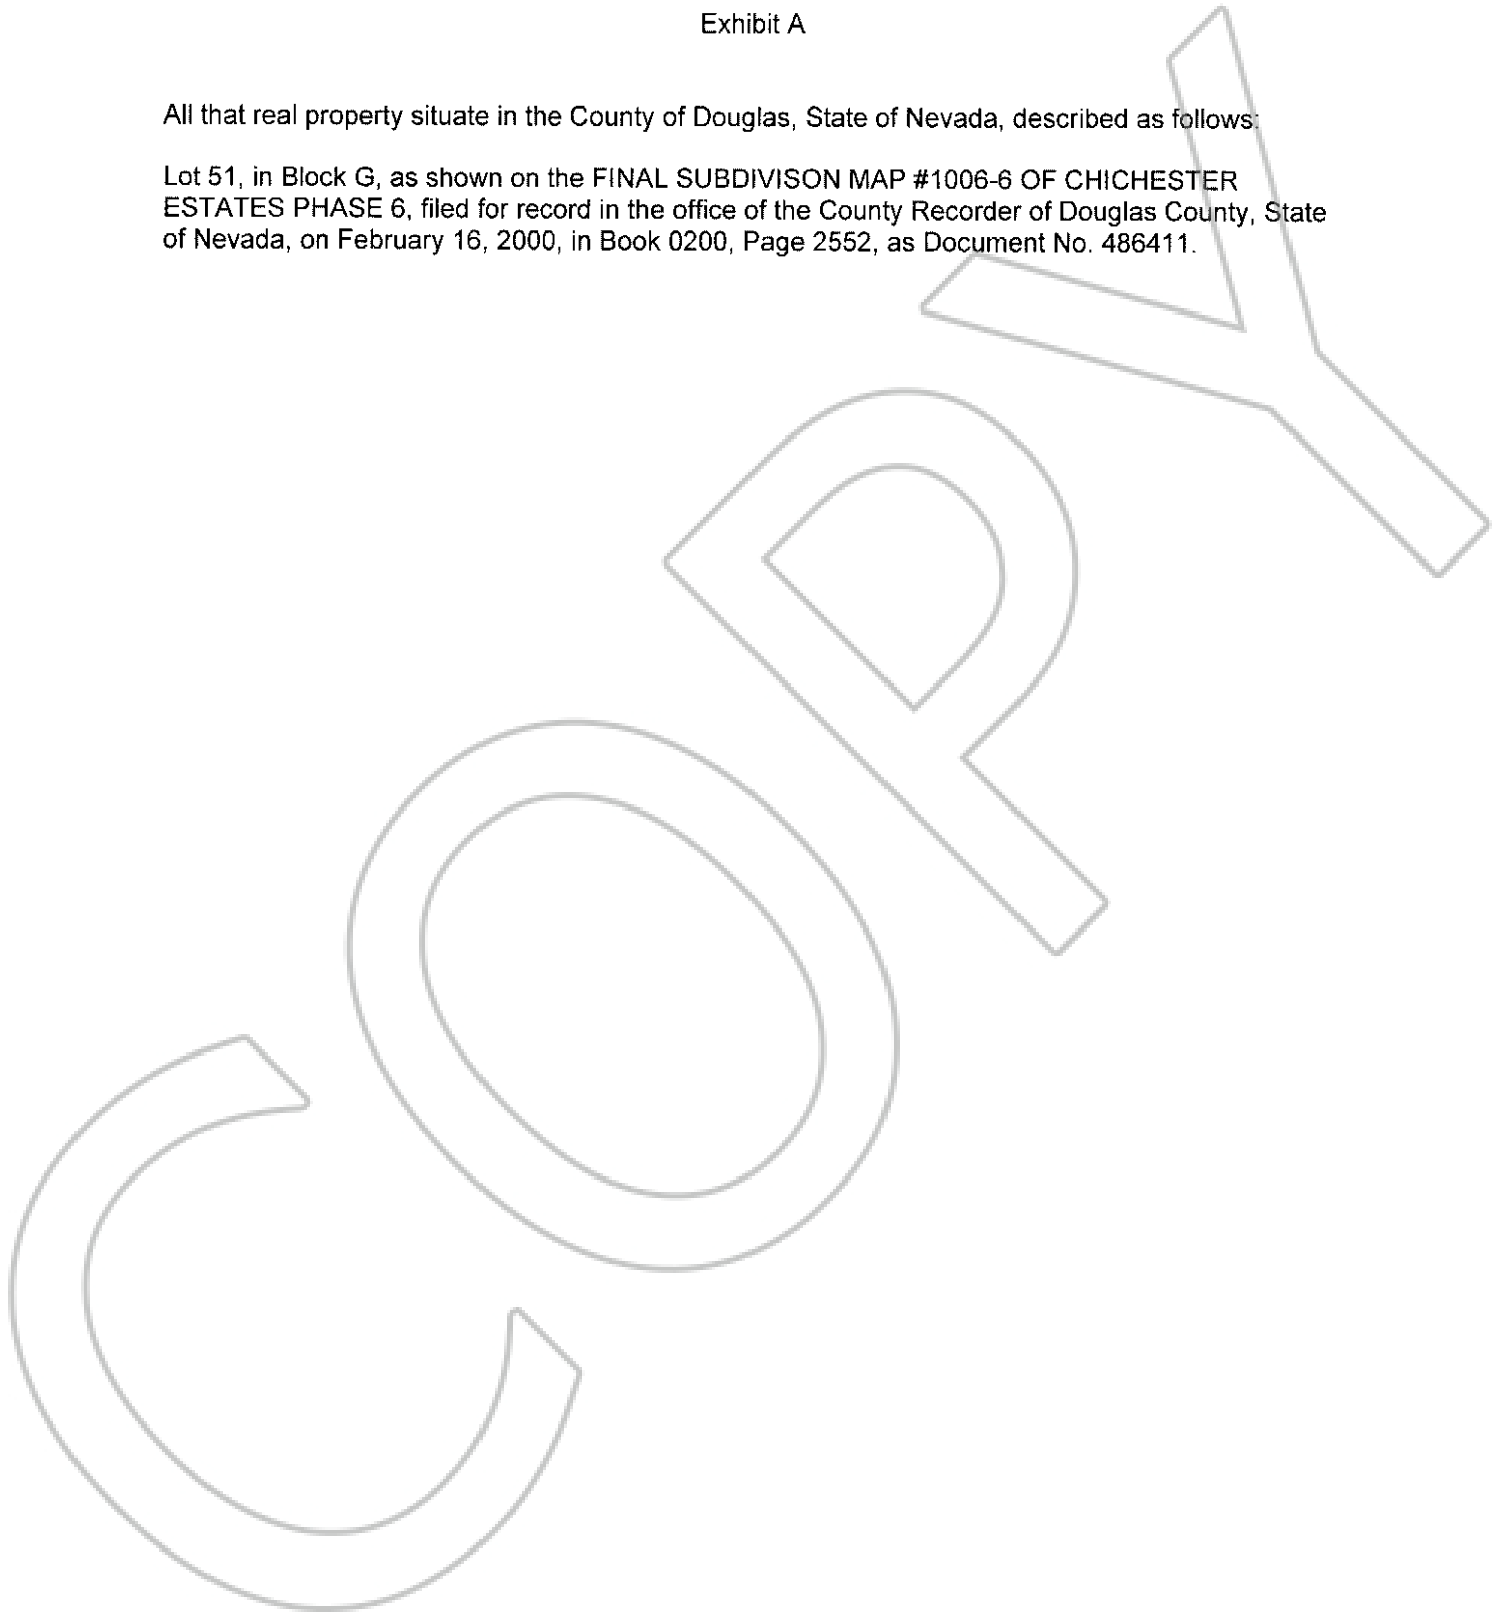 Exhibit A
All that real property situate in the County of Douglas, State of Nevada, described as follows:
Lot 51, in Block G, as shown on the FINAL SUBDIVISON MAP #1006-6 OF CHICHESTER
ESTATES PHASE 6, filed for record in the office of the County Recorder of Douglas County, State
of Nevada, on February 16, 2000, in Book 0200, Page 2552, as Document No. 486411.
COPY